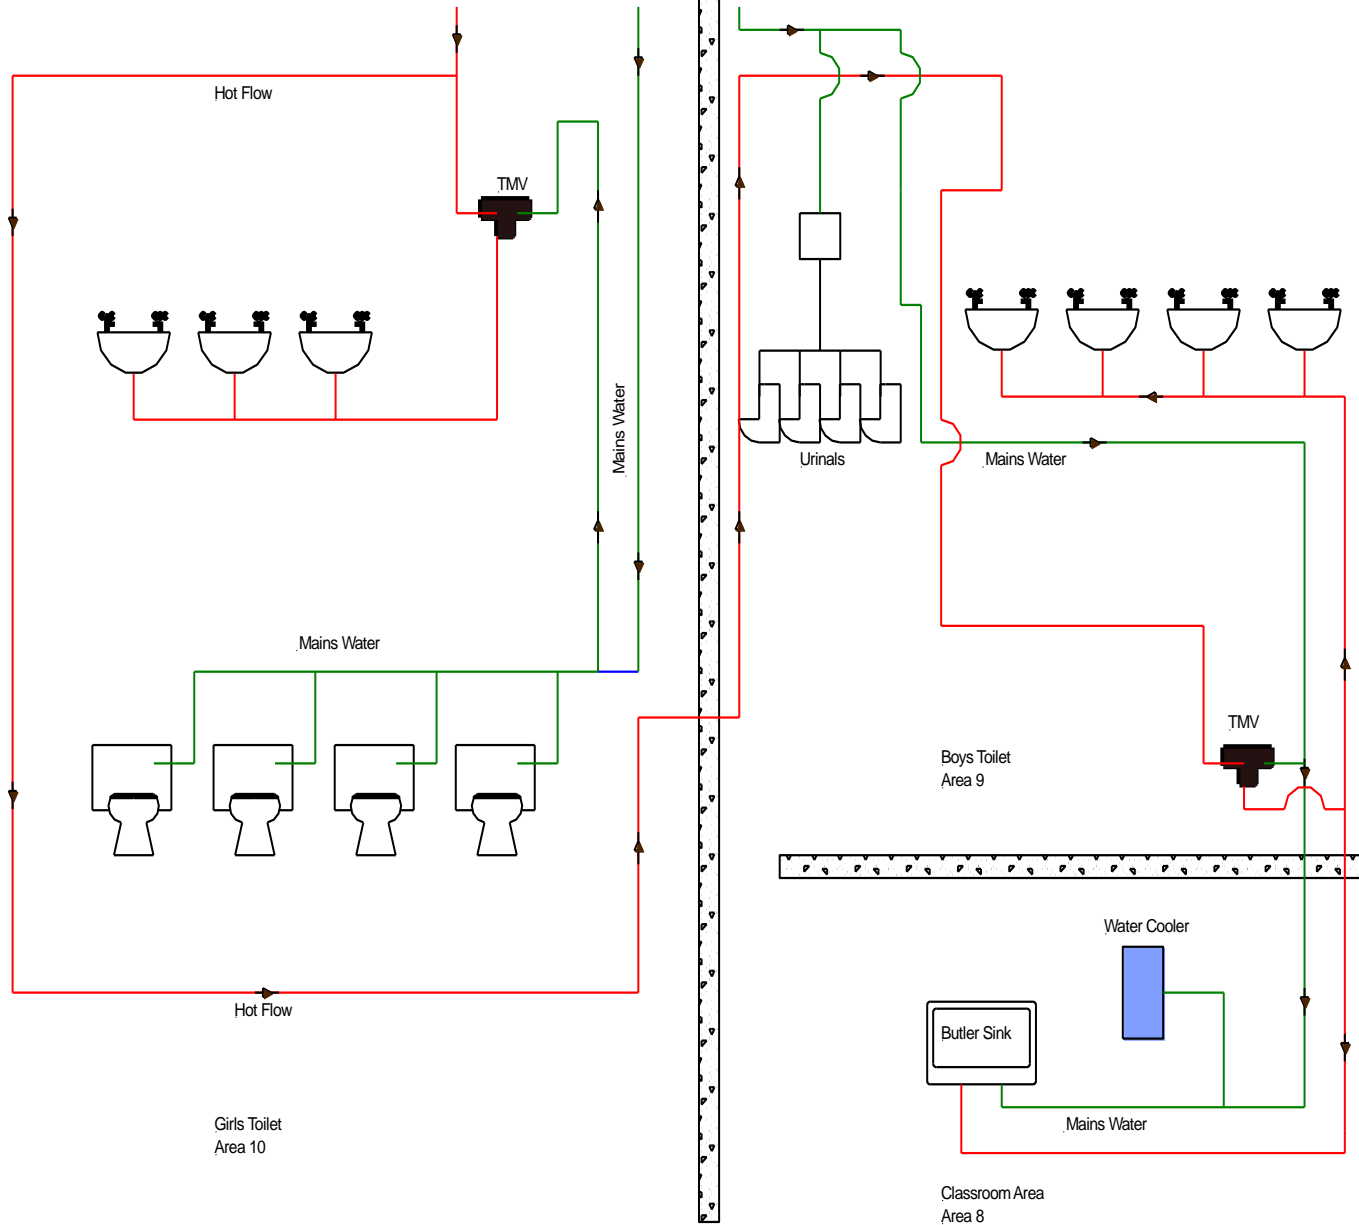 Hot Flow
TMV
Mains Water
Urinals
Mains Water
Mains Water
TMV
Boys Toilet
Area 9
Water Cooler
Hot Flow
Butler Sink
Girls Toilet
Area 10
Mains Water
Classroom Area
Area 8